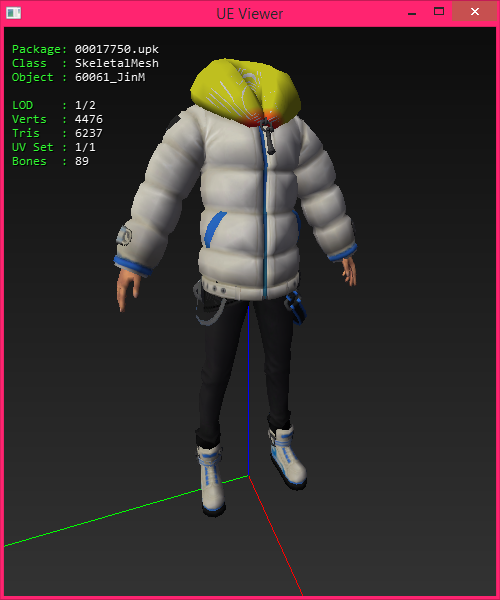 UE Viewer
Package: 00017750.upk
Class : SkeletalMesh
Object : 60061_JinM
LOD : 1/2
Verts : 4476
Tris : 6237
UV Set : 1/1
Bones : 89